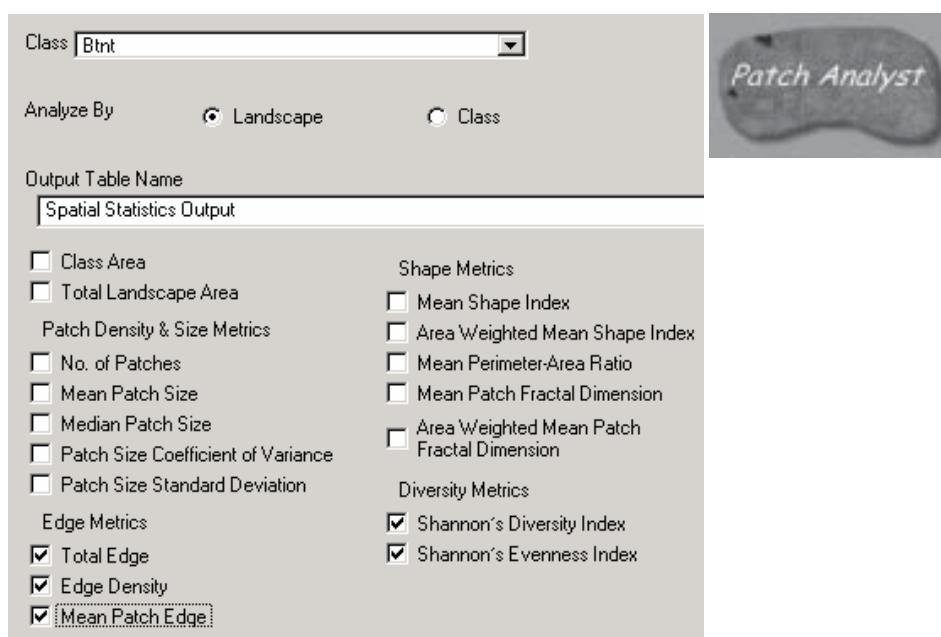 Class Btnt
Patch Analyst
Analyze By Landscape Class
Output Table Name
Spatial Statistics Output
Class Area
Total Landscape Area
Patch Density & Size Metrics
No. of Patches
Mean Patch Size
Median Patch Size
Patch Size Coefficient of Variance
Patch Size Standard Deviation
Edge Metrics
Total Edge
Edge Density
Mean Patch Edge
Shape Metrics
Mean Shape Index
Area Weighted Mean Shape Index
Mean Perimeter-Area Ratio
Mean Patch Fractal Dimension
Area Weighted Mean Patch
Fractal Dimension
Diversity Metrics
Shannon's Diversity Index
Shannon's Evenness Index